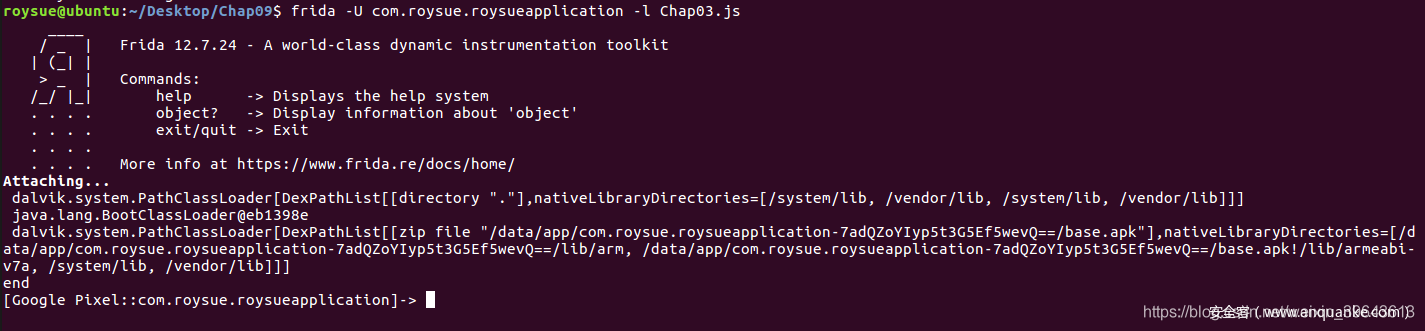 roysue@ubuntu:~/Desktop/Chap09$ frida -U com.roysue.roysueapplication -l Chap03.js
     ____
    / _  |   Frida 12.7.24 - A world-class dynamic instrumentation toolkit
   | (_| |
    > _  |   Commands:
   /_/ |_|       help      -> Displays the help system
   . . . .       object?   -> Display information about 'object'
   . . . .       exit/quit -> Exit
   . . . .
   . . . .   More info at https://www.frida.re/docs/home/
Attaching...
 dalvik.system.PathClassLoader[DexPathList[[directory "."],nativeLibraryDirectories=[/system/lib, /vendor/lib, /system/lib, /vendor/lib]]]
 java.lang.BootClassLoader@eb1398e
 dalvik.system.PathClassLoader[DexPathList[[zip file "/data/app/com.roysue.roysueapplication-7adQZoYIyp5t3G5Ef5wevQ==/base.apk"],nativeLibraryDirectories=[/d
ata/app/com.roysue.roysueapplication-7adQZoYIyp5t3G5Ef5wevQ==/lib/arm, /data/app/com.roysue.roysueapplication-7adQZoYIyp5t3G5Ef5wevQ==/base.apk!/lib/armeabi-
v7a, /system/lib, /vendor/lib]]]
end
[Google Pixel::com.roysue.roysueapplication]->
安全客 ( www.anquanke.com )